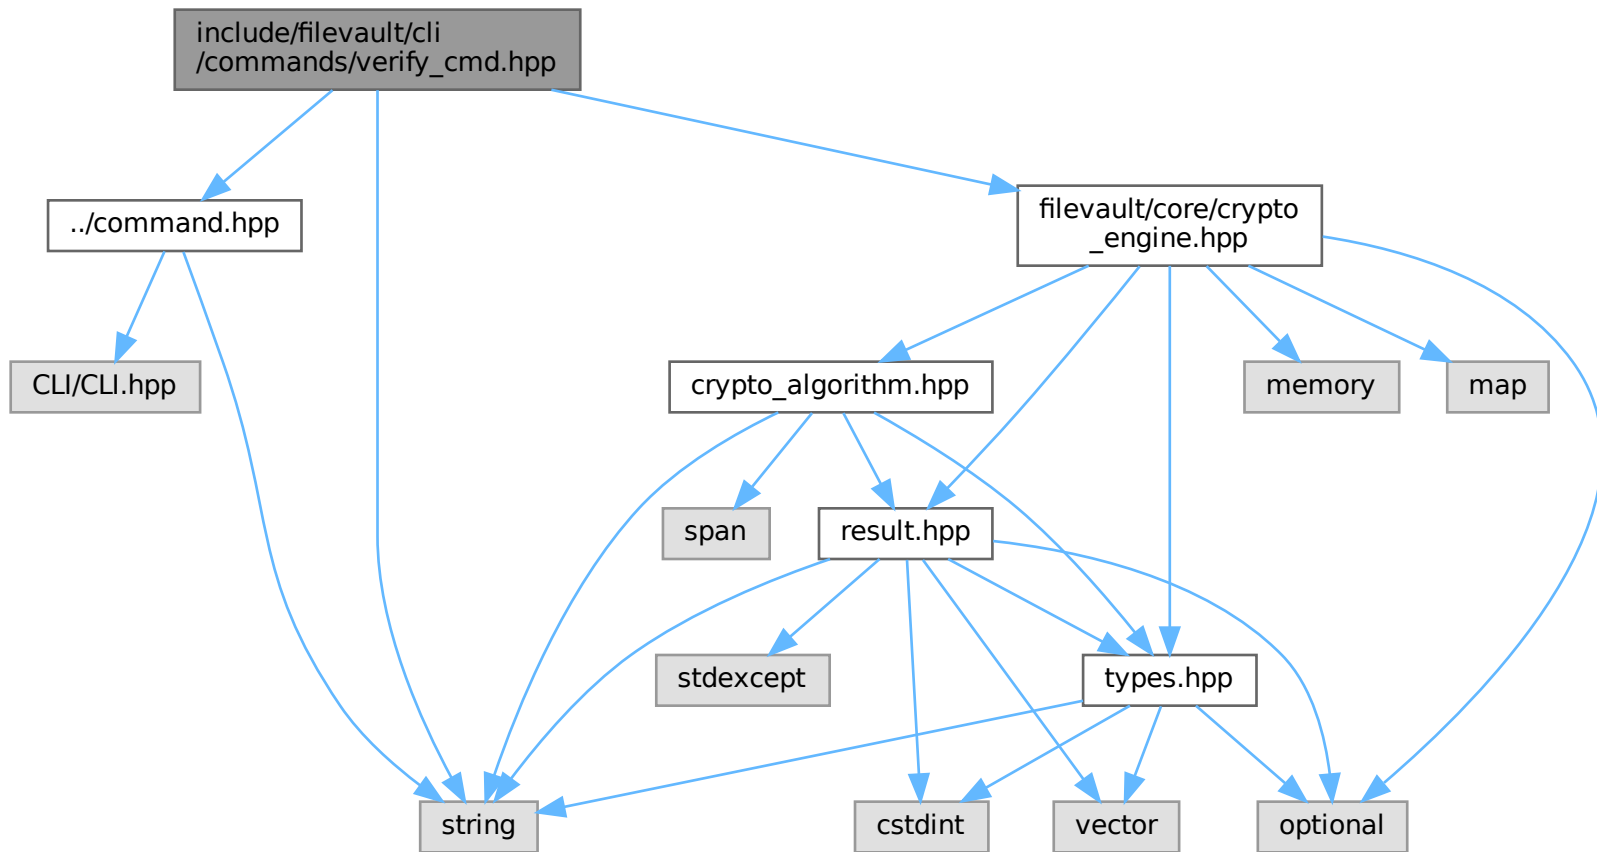 include/filevault/cli
/commands/verify_cmd.hpp
../command.hpp
filevault/core/crypto
_engine.hpp
CLI/CLI.hpp
crypto_algorithm.hpp
memory
map
span
result.hpp
stdexcept
types.hpp
string
cstdint
vector
optional